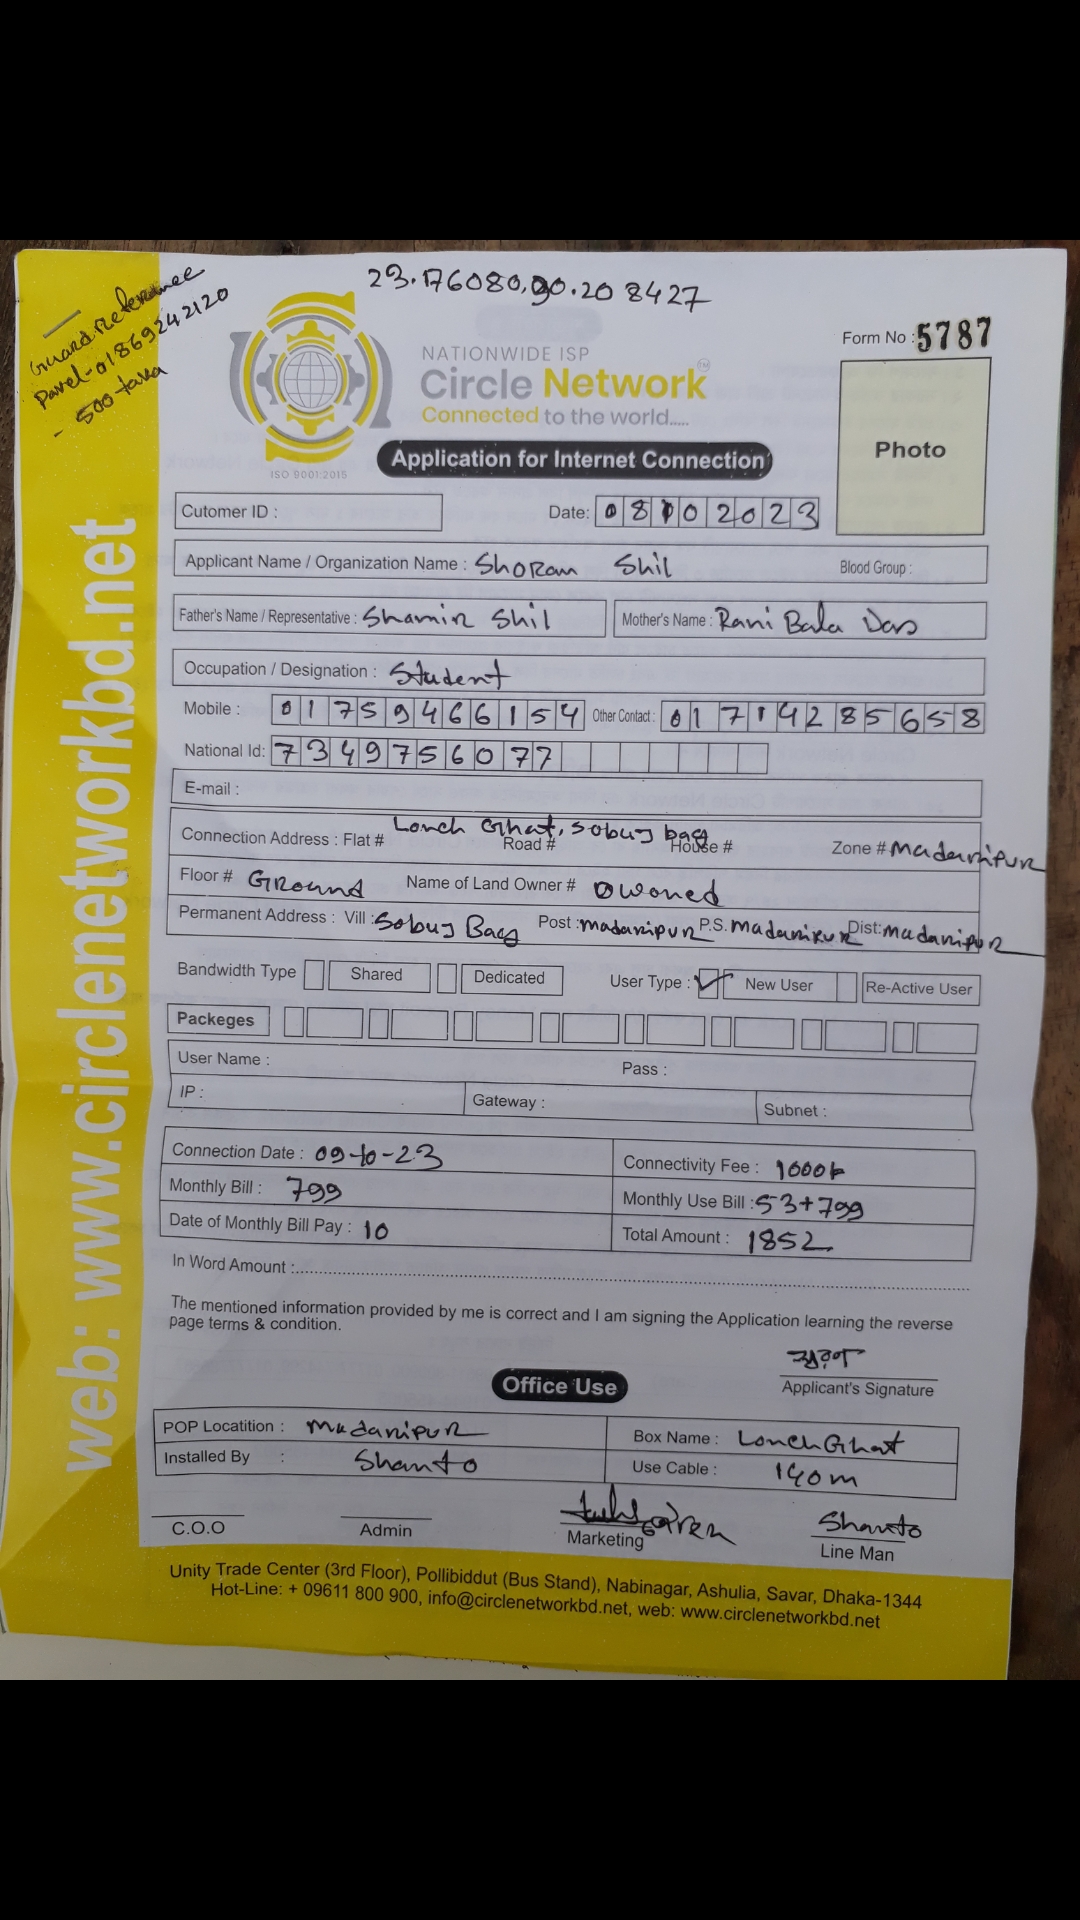 23.176080,90.208427
Guard Reference
Pavel-01869242120
- 500 taka
web: www.circlenetworkbd.net
ISO 9001:2015
NATIONWIDE ISP
Circle Network TM
Connected to the world.....
Form No : 5787
Photo
Application for Internet Connection
Cutomer ID :
Date: 08102023
Applicant Name / Organization Name : Shoran Shil Blood Group :
Father's Name / Representative : Shamir Shil Mother's Name : Rani Bala Das
Occupation / Designation : Student
Mobile : 01759466154 Other Contact : 01714285658
National Id: 7349756077
E-mail :
Connection Address : Flat # Lonch Ghat, Sobuj bag Road # House # Zone # Madaripur
Floor # Ground Name of Land Owner # Owoned
Permanent Address : Vill : Sobuj Bag Post : Madaripur P.S. Madaripur Dist: Madaripur
Bandwidth Type Shared Dedicated User Type : ✓ New User Re-Active User
Packeges
User Name : Pass :
IP : Gateway : Subnet :
Connection Date : 09-10-23 Connectivity Fee : 1000৳
Monthly Bill : 799 Monthly Use Bill : 53+799
Date of Monthly Bill Pay : 10 Total Amount : 1852
In Word Amount :
The mentioned information provided by me is correct and I am signing the Application learning the reverse
page terms & condition.
Applicant's Signature
Office Use
POP Locatition : Madaripur Box Name : Lonch Ghat
Installed By : Shanto Use Cable : 140m
C.O.O Admin Marketing Shanto
Line Man
Unity Trade Center (3rd Floor), Pollibiddut (Bus Stand), Nabinagar, Ashulia, Savar, Dhaka-1344
Hot-Line: + 09611 800 900, info@circlenetworkbd.net, web: www.circlenetworkbd.net